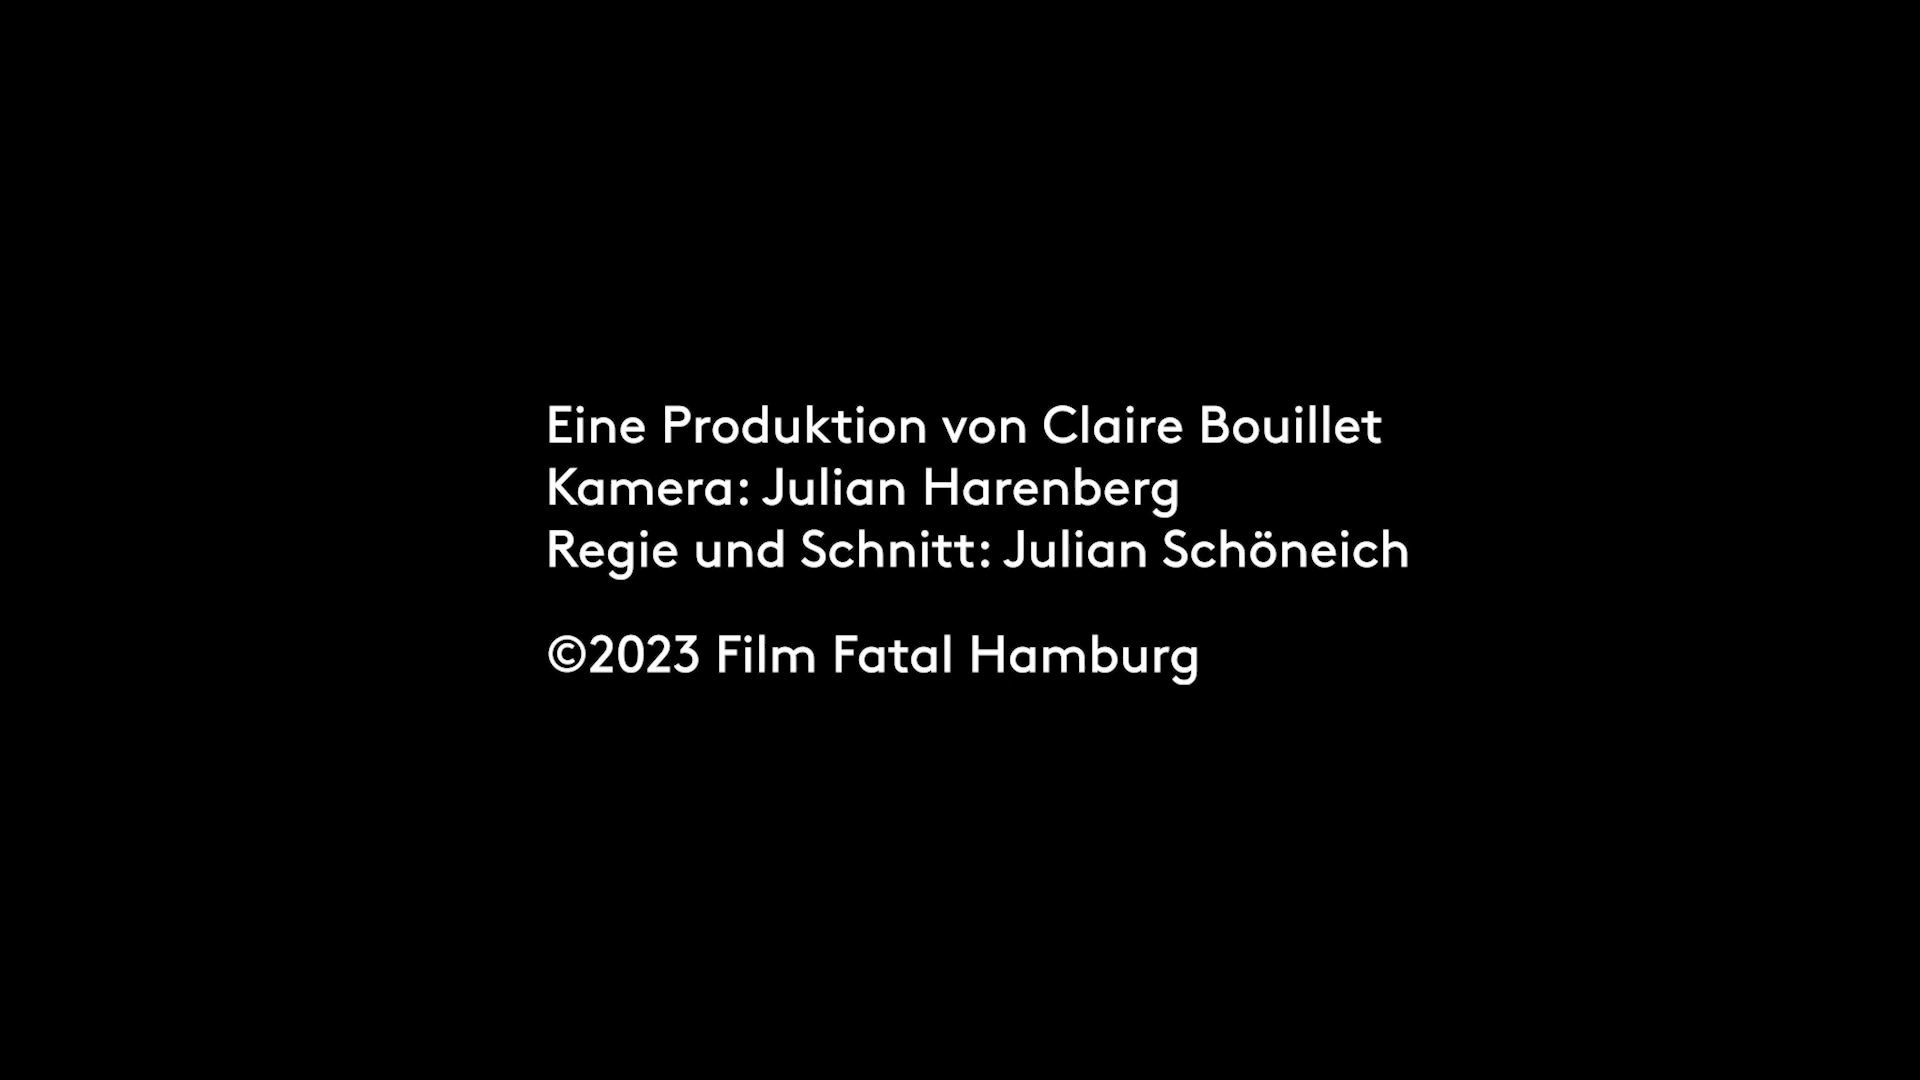 Eine Produktion von Claire Bouillet
Kamera: Julian Harenberg
Regie und Schnitt: Julian Schöneich
©2023 Film Fatal Hamburg